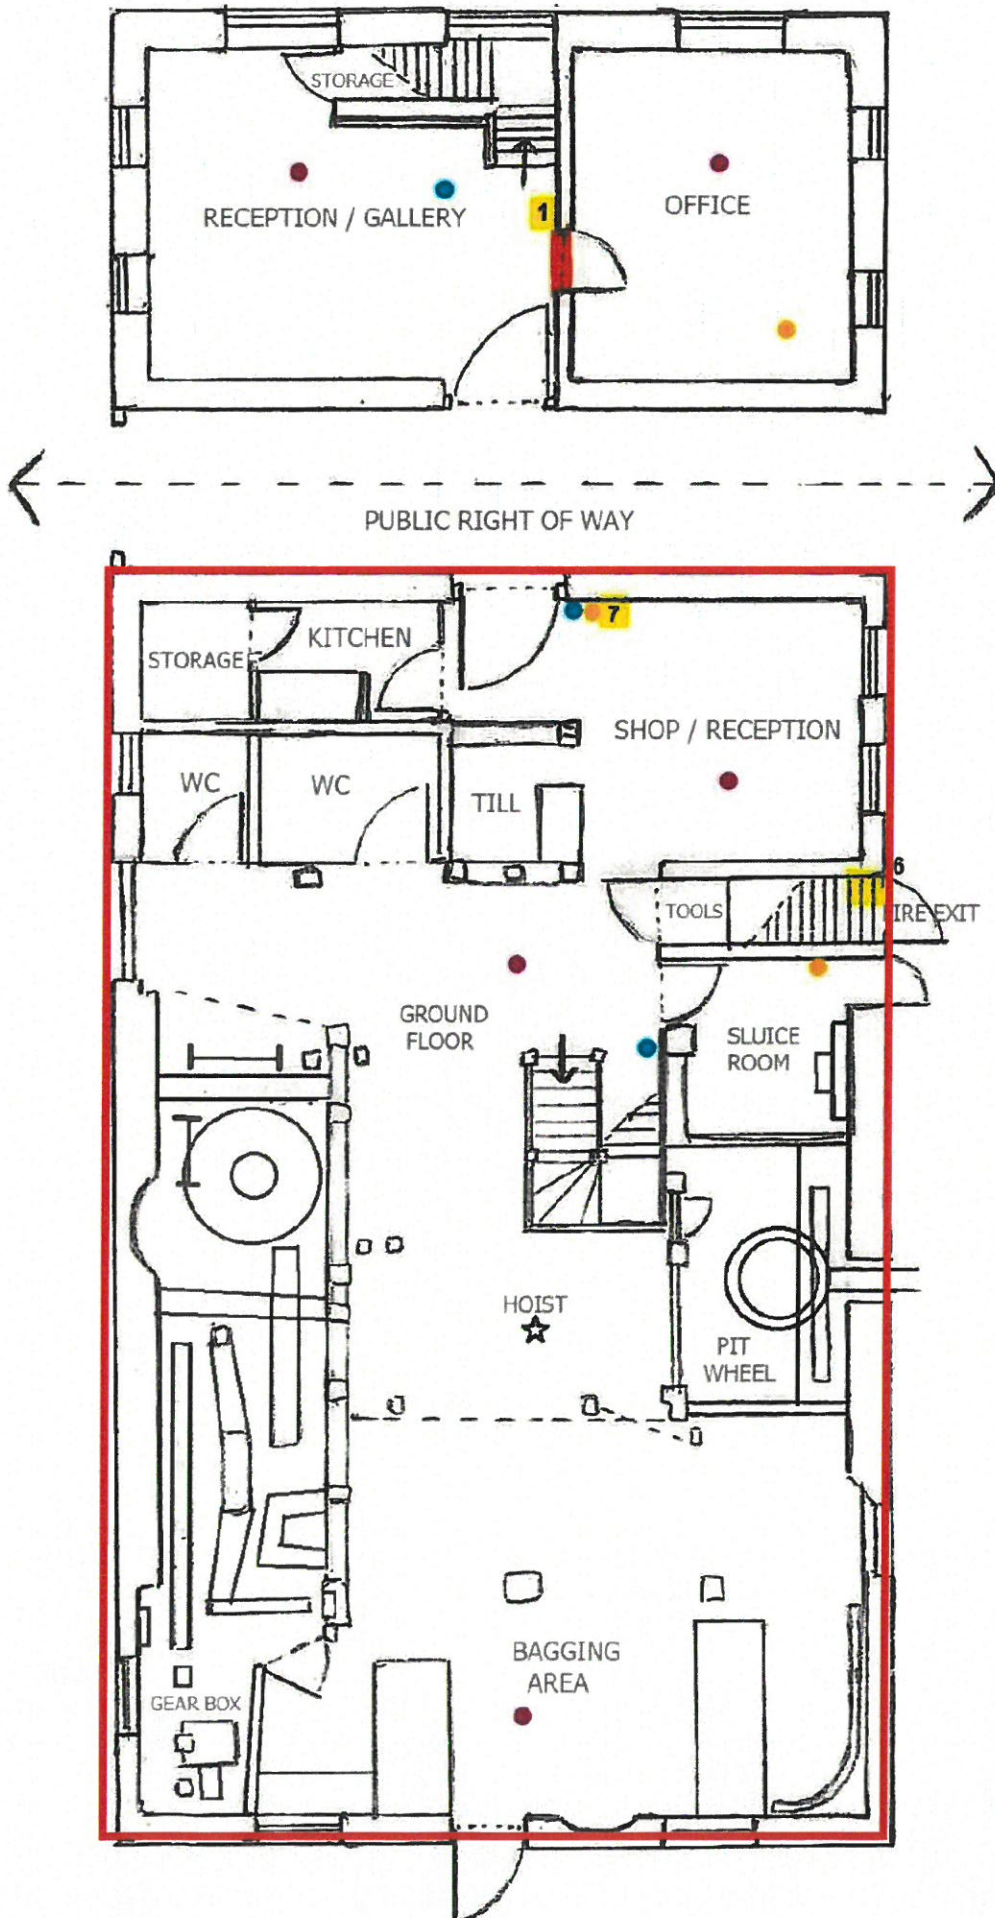 STORAGE
RECEPTION / GALLERY
1
OFFICE
PUBLIC RIGHT OF WAY
7
KITCHEN
STORAGE
SHOP / RECEPTION
WC
WC
TILL
6
TOOLS
FIRE EXIT
GROUND
FLOOR
SLUICE
ROOM
HOIST
PIT
WHEEL
BAGGING
AREA
GEAR BOX